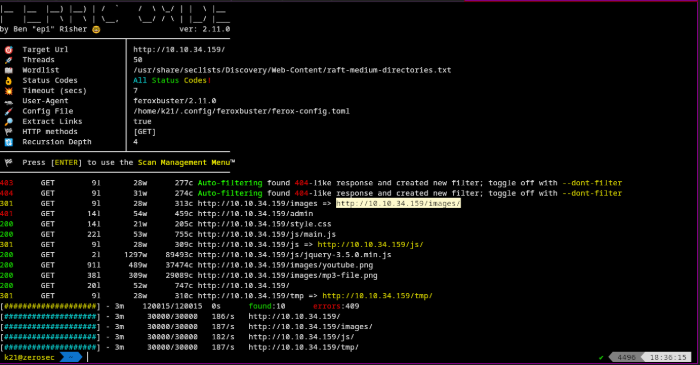 |__  |__  |__) |__) | /  `    /  \ \_/ | |  \ |__
|    |___ |  \ |  \ | \__,    \__/ / \ | |__/ |___
by Ben "epi" Risher 🤓                 ver: 2.11.0
🎯  Target Url            │ http://10.10.34.159/
🚀  Threads               │ 50
📖  Wordlist              │ /usr/share/seclists/Discovery/Web-Content/raft-medium-directories.txt
👌  Status Codes          │ All Status Codes!
💥  Timeout (secs)        │ 7
🦡  User-Agent            │ feroxbuster/2.11.0
💉  Config File           │ /home/k21/.config/feroxbuster/ferox-config.toml
🔎  Extract Links         │ true
🏁  HTTP methods          │ [GET]
🔃  Recursion Depth       │ 4
🏁  Press [ENTER] to use the Scan Management Menu™
403      GET        9l       28w      277c Auto-filtering found 404-like response and created new filter; toggle off with --dont-filter
404      GET        9l       31w      274c Auto-filtering found 404-like response and created new filter; toggle off with --dont-filter
301      GET        9l       28w      313c http://10.10.34.159/images => http://10.10.34.159/images/
401      GET       14l       54w      459c http://10.10.34.159/admin
200      GET       14l       21w      205c http://10.10.34.159/style.css
200      GET       22l       53w      755c http://10.10.34.159/js/main.js
301      GET        9l       28w      309c http://10.10.34.159/js => http://10.10.34.159/js/
200      GET        2l     1297w    89493c http://10.10.34.159/js/jquery-3.5.0.min.js
200      GET       91l      489w    37474c http://10.10.34.159/images/youtube.png
200      GET       38l      309w    29089c http://10.10.34.159/images/mp3-file.png
200      GET       20l       52w      747c http://10.10.34.159/
301      GET        9l       28w      310c http://10.10.34.159/tmp => http://10.10.34.159/tmp/
[####################] - 3m    120015/120015  0s      found:10      errors:409
[####################] - 3m     30000/30000   186/s   http://10.10.34.159/
[####################] - 3m     30000/30000   187/s   http://10.10.34.159/images/
[####################] - 3m     30000/30000   182/s   http://10.10.34.159/js/
[####################] - 3m     30000/30000   187/s   http://10.10.34.159/tmp/
k21@zerosec ~ ✔ 4496 18:36:15